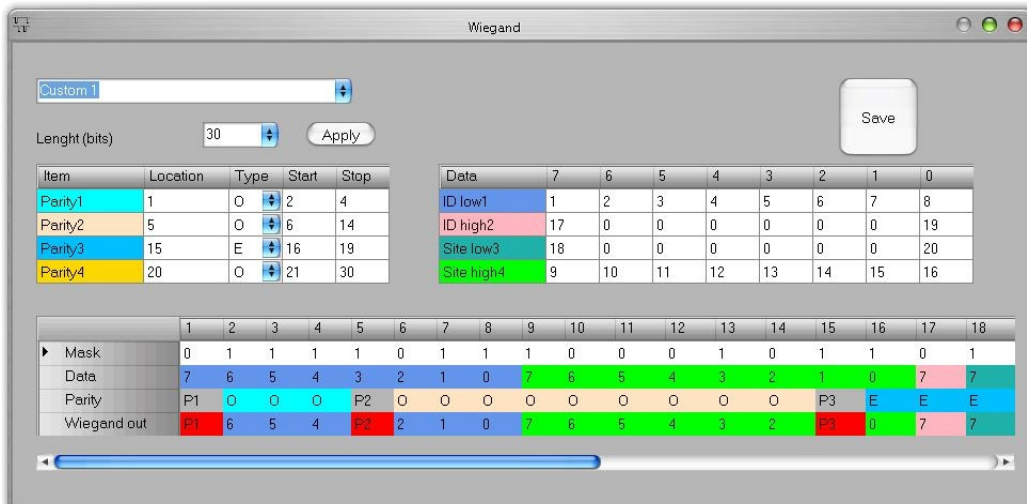 Wiegand
Custom 1
Save
Lenght (bits) 30 Apply
Item Location Type Start Stop
Parity1 1 O 2 4
Parity2 5 O 6 14
Parity3 15 E 16 19
Parity4 20 O 21 30
Data 7 6 5 4 3 2 1 0
ID low1 1 2 3 4 5 6 7 8
ID high2 17 0 0 0 0 0 0 19
Site low3 18 0 0 0 0 0 0 20
Site high4 9 10 11 12 13 14 15 16
1 2 3 4 5 6 7 8 9 10 11 12 13 14 15 16 17 18
Mask 0 1 1 1 1 0 1 1 1 0 0 0 1 0 1 1 0 1
Data 7 6 5 4 3 2 1 0 7 6 5 4 3 2 1 0 7 7
Parity P1 O O O P2 O O O O O O O O O P3 E E E
Wiegand out P1 6 5 4 P2 2 1 0 7 6 5 4 3 2 P3 0 7 7